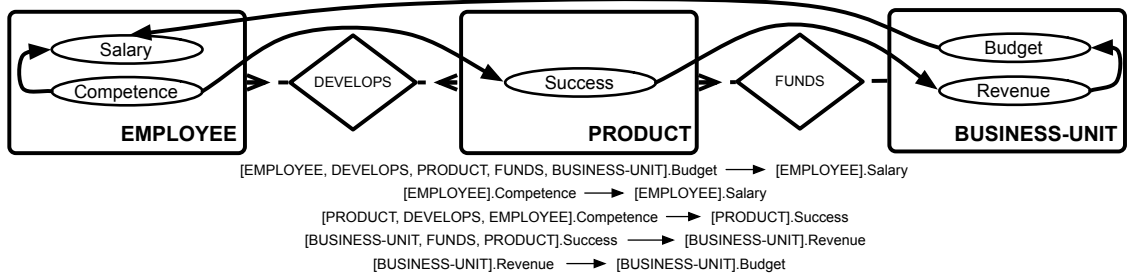 Salary
Competence
EMPLOYEE
DEVELOPS
Success
PRODUCT
FUNDS
Budget
Revenue
BUSINESS-UNIT
[EMPLOYEE, DEVELOPS, PRODUCT, FUNDS, BUSINESS-UNIT].Budget → [EMPLOYEE].Salary
[EMPLOYEE].Competence → [EMPLOYEE].Salary
[PRODUCT, DEVELOPS, EMPLOYEE].Competence → [PRODUCT].Success
[BUSINESS-UNIT, FUNDS, PRODUCT].Success → [BUSINESS-UNIT].Revenue
[BUSINESS-UNIT].Revenue → [BUSINESS-UNIT].Budget